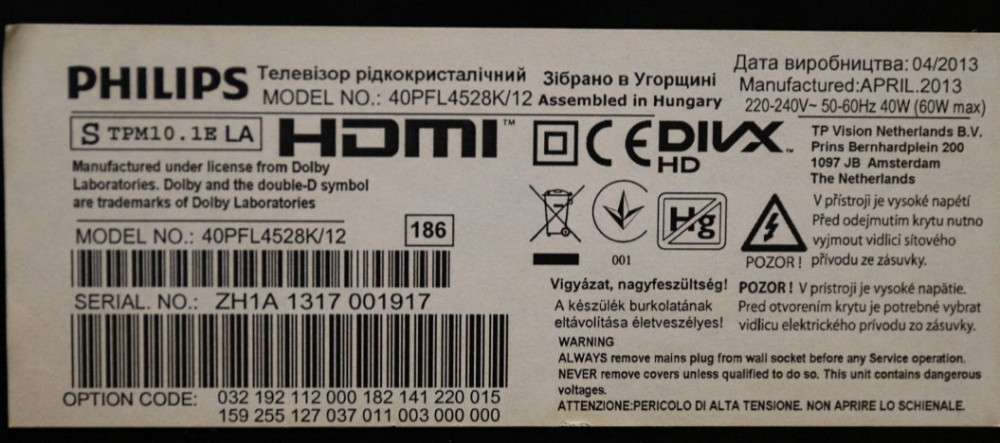 PHILIPS
Телевізор рідкокристалічний
MODEL NO.: 40PFL4528K/12
Зібрано в Угорщині
Assembled in Hungary
Дата виробництва: 04/2013
Manufactured:APRIL.2013
220-240V~ 50-60Hz 40W (60W max)
S TPM10.1E LA
HDMI™
CE
DIVX™
HD
TP Vision Netherlands B.V.
Prins Bernhardplein 200
1097 JB Amsterdam
The Netherlands
Manufactured under license from Dolby
Laboratories. Dolby and the double-D symbol
are trademarks of Dolby Laboratories
MODEL NO.: 40PFL4528K/12
186
SERIAL. NO.: ZH1A 1317 001917
OPTION CODE: 032 192 112 000 182 141 220 015
159 255 127 037 011 003 000 000
001
Hg
POZOR!
V přístroji je vysoké napětí
Před odejmutím krytu nutno
vyjmout vidlici síťového
přívodu ze zásuvky.
Vigyázat, nagyfeszültség!
A készülék burkolatának
eltávolítása életveszélyes!
POZOR! V prístroji je vysoké napätie.
Pred otvorením krytu je potrebné vybrat
vidlicu elektrického prívodu zo zásuvky.
WARNING
ALWAYS remove mains plug from wall socket before any Service operation.
NEVER remove covers unless qualified to do so. This unit contains dangerous
voltages.
ATTENZIONE:PERICOLO DI ALTA TENSIONE. NON APRIRE LO SCHIENALE.